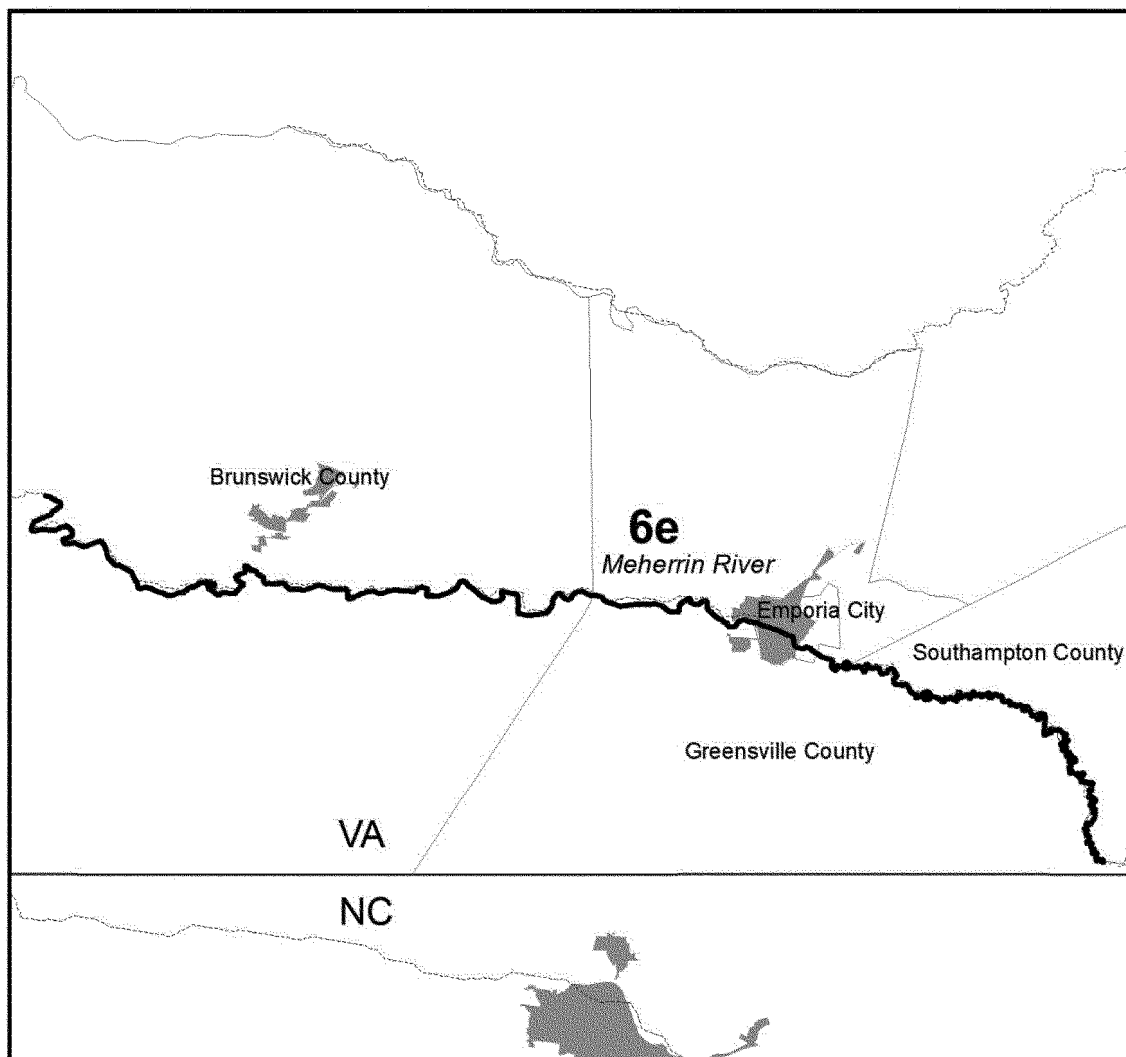 Brunswick County
6e
Meherrin River
Emporia City
Southampton County
Greensville County
VA
NC